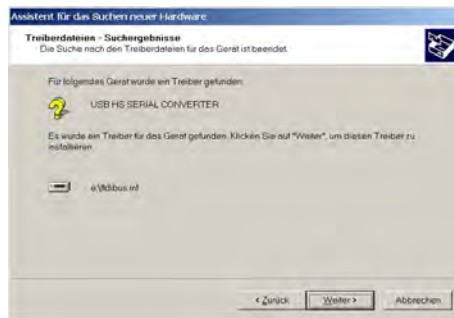 Assistent für das Suchen neuer Hardware
Treiberdateien - Suchergebnisse
Die Suche nach den Treiberdateien für das Gerät ist beendet.
Für folgendes Gerät wurde ein Treiber gefunden:
USB HS SERIAL CONVERTER
Es wurde ein Treiber für das Gerät gefunden. Klicken Sie auf "Weiter", um diesen Treiber zu
installieren.
e:\ftdibus.inf
< Zurück Weiter > Abbrechen